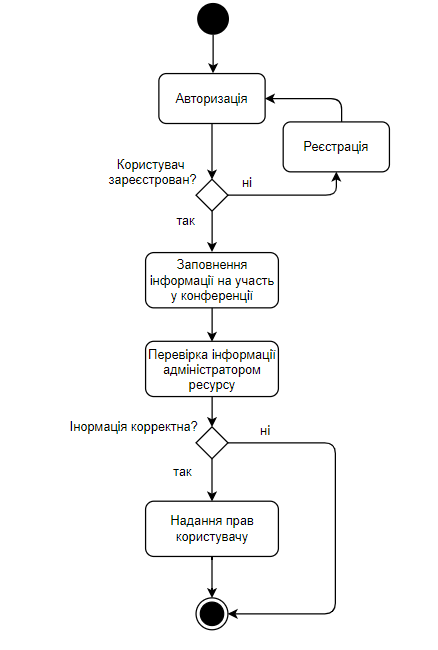 Авторизація
Реєстрація
Користувач
зареєстрован?
ні
так
Заповнення
інформації на участь
у конференції
Перевірка інформації
адміністратором
ресурсу
Інормація корректна?
ні
так
Надання прав
користувачу